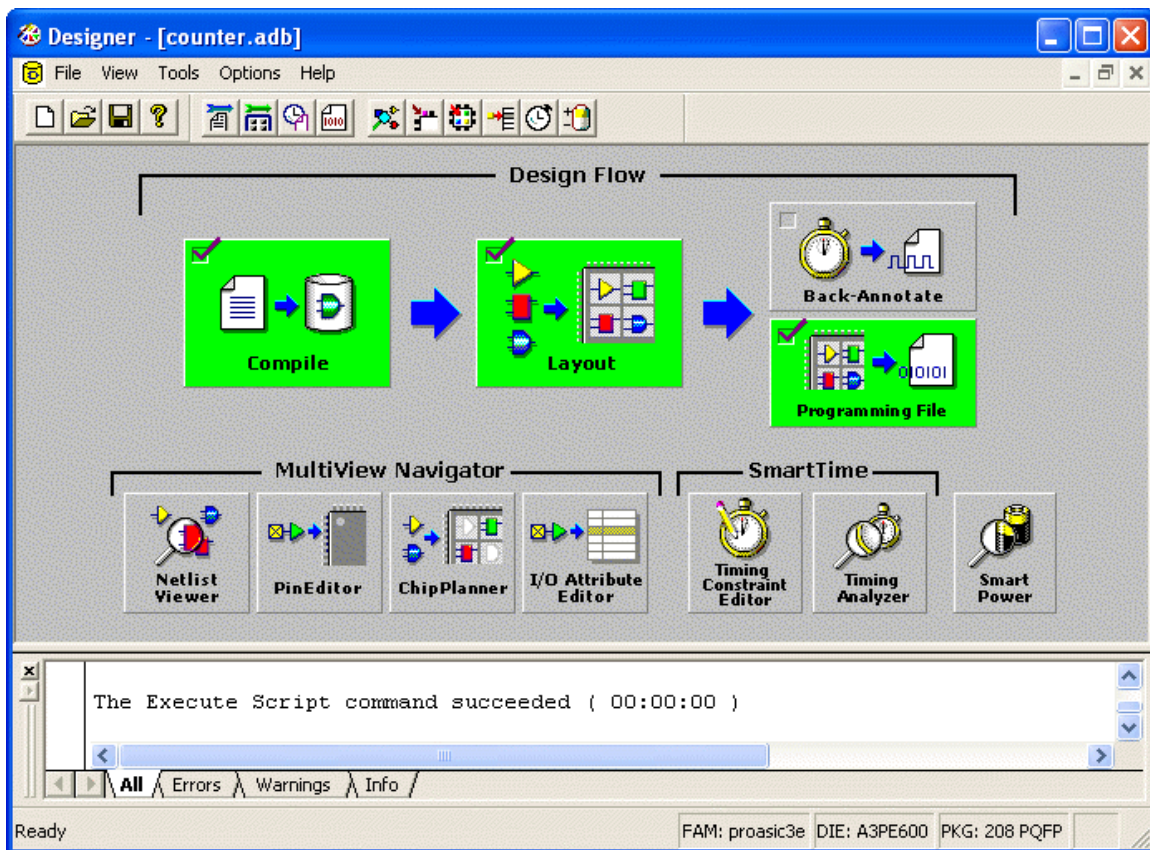 Designer - [counter.adb]
File View Tools Options Help
Design Flow
Compile
Layout
Back-Annotate
010101
Programming File
MultiView Navigator
SmartTime
Netlist Viewer
PinEditor
ChipPlanner
I/O Attribute Editor
Timing Constraint Editor
Timing Analyzer
Smart Power
The Execute Script command succeeded ( 00:00:00 )
All Errors Warnings Info
Ready
FAM: proasic3e DIE: A3PE600 PKG: 208 PQFP